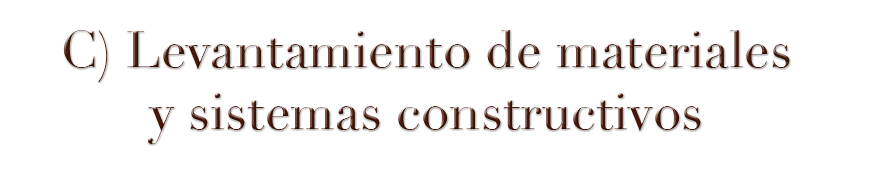 C) Levantamiento de materiales
y sistemas constructivos